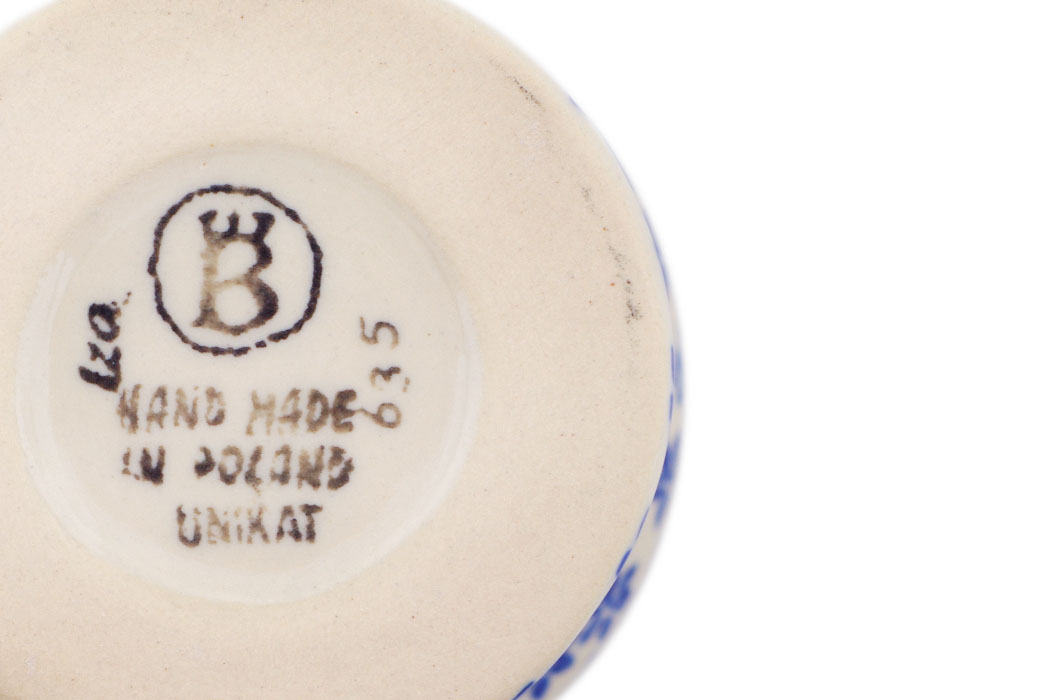 B
Iza
635
HAND MADE
IN POLAND
UNIKAT